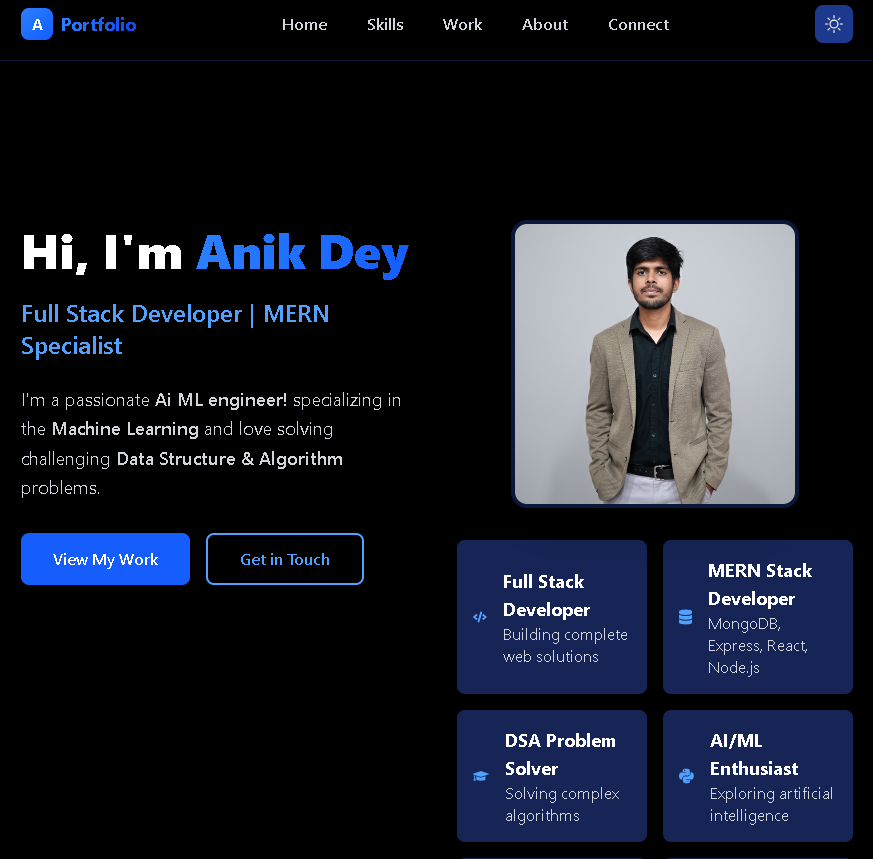 A Portfolio Home Skills Work About Connect
Hi, I'm Anik Dey
Full Stack Developer | MERN
Specialist
I'm a passionate Ai ML engineer! specializing in
the Machine Learning and love solving
challenging Data Structure & Algorithm
problems.
View My Work Get in Touch
Full Stack
Developer
Building complete
web solutions
MERN Stack
Developer
MongoDB,
Express, React,
Node.js
DSA Problem
Solver
Solving complex
algorithms
AI/ML
Enthusiast
Exploring artificial
intelligence